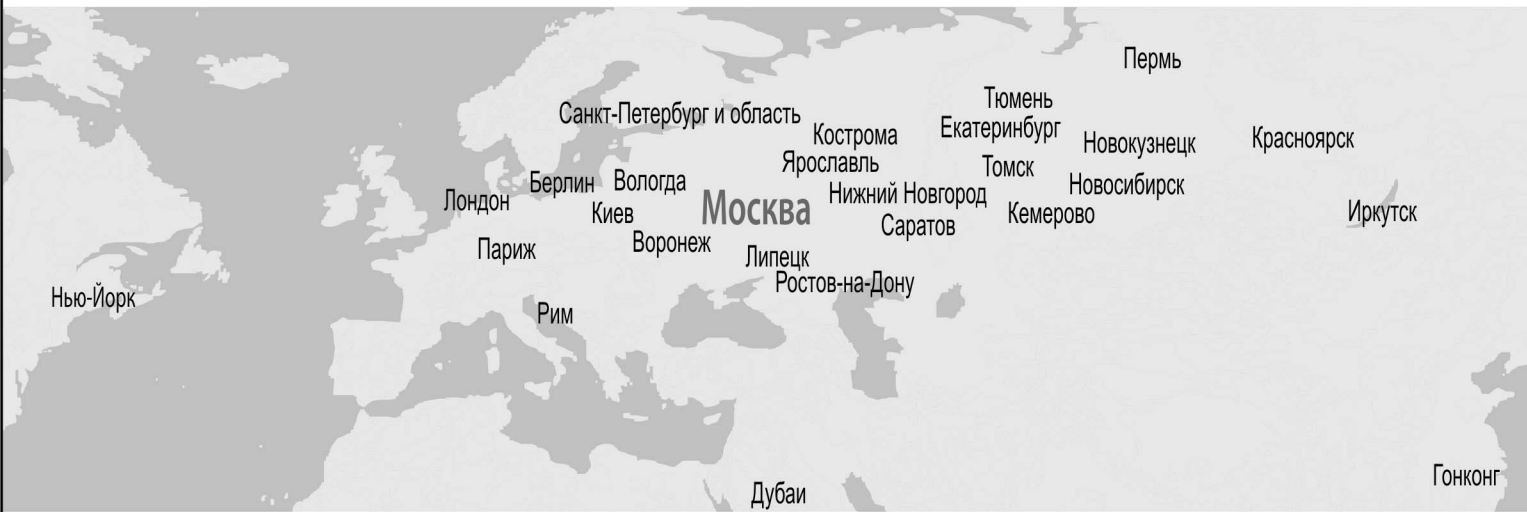 Пермь
Тюмень
Санкт-Петербург и область
Екатеринбург
Кострома
Красноярск
Новокузнецк
Ярославль
Томск
Берлин
Вологда
Новосибирск
Нижний Новгород
Лондон
Москва
Киев
Кемерово
Иркутск
Саратов
Воронеж
Париж
Липецк
Ростов-на-Дону
Нью-Йорк
Рим
Гонконг
Дубаи